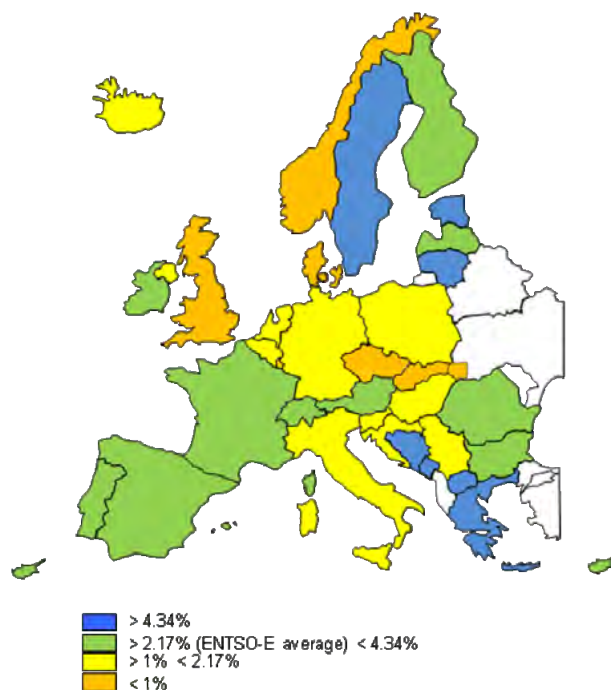 > 4.34%
> 2.17% (ENTSO-E average) < 4.34%
> 1% < 2.17%
< 1%